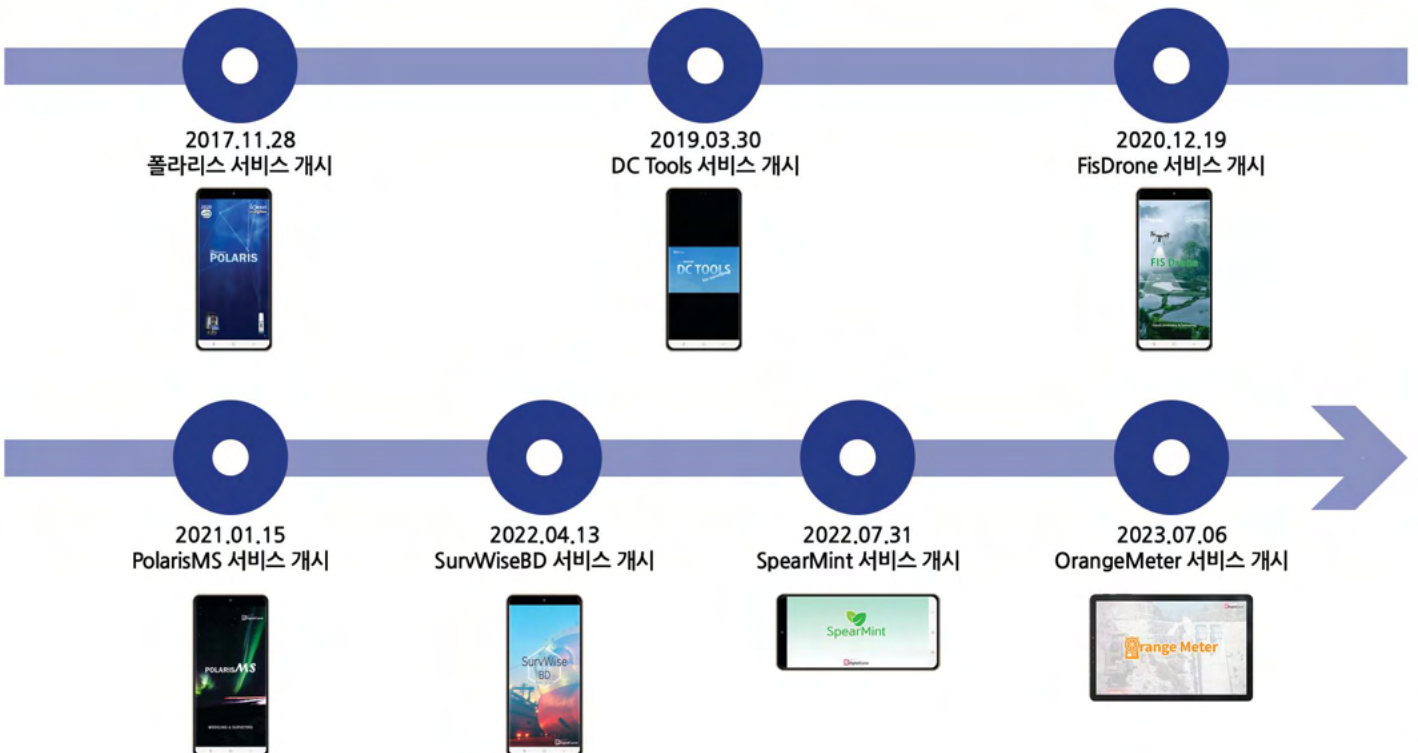 2017.11.28
폴라리스 서비스 개시
2019.03.30
DC Tools 서비스 개시
2020.12.19
FisDrone 서비스 개시
POLARIS
DC TOOLS
FIS Drone
2021.01.15
PolarisMS 서비스 개시
2022.04.13
SurvWiseBD 서비스 개시
2022.07.31
SpearMint 서비스 개시
2023.07.06
OrangeMeter 서비스 개시
POLARIS MS
MODELING & SURVEYING
SurvWise
BD
SpearMint
Orange Meter